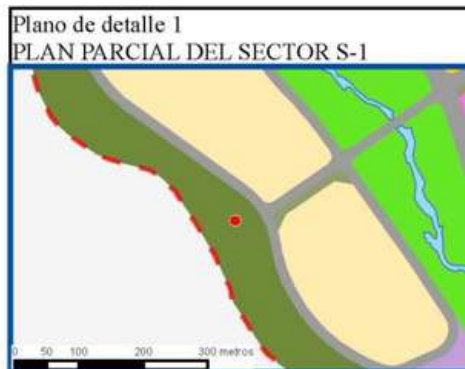 Plano de detalle 1
PLAN PARCIAL DEL SECTOR S-1
0 50 100 200 300 metros